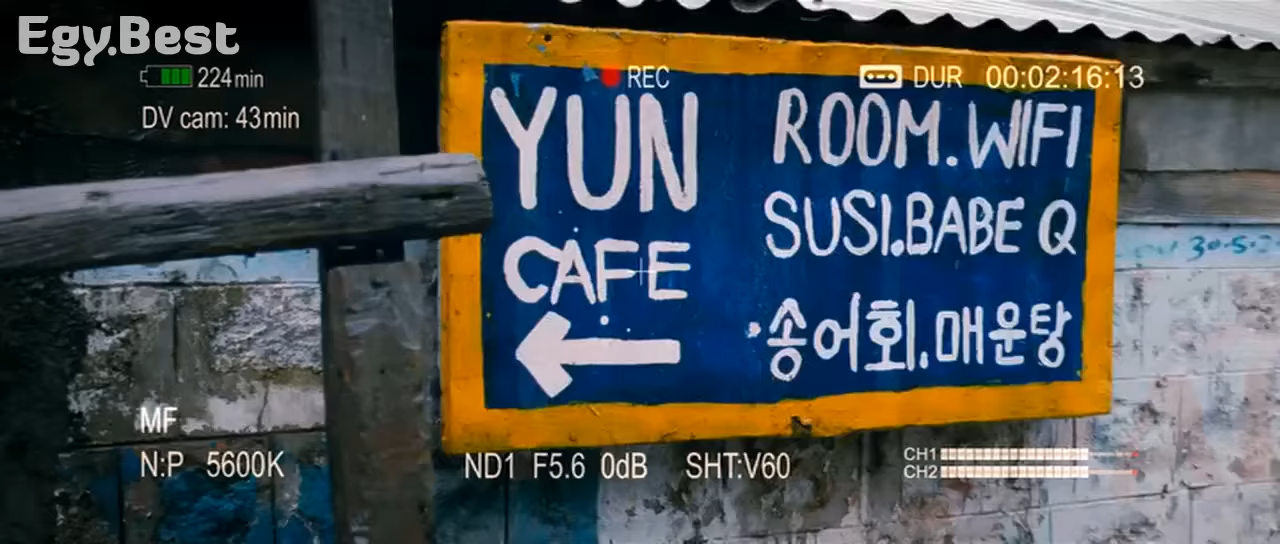 Egy.Best
224min
REC
DUR 00:02:16:13
DV cam: 43min
YUN
CAFE
ROOM. WIFI
SUSI.BABE Q
송어회.매운탕
MF
N:P 5600K
ND1 F5.6 0dB SHT:V60
CH1
CH2